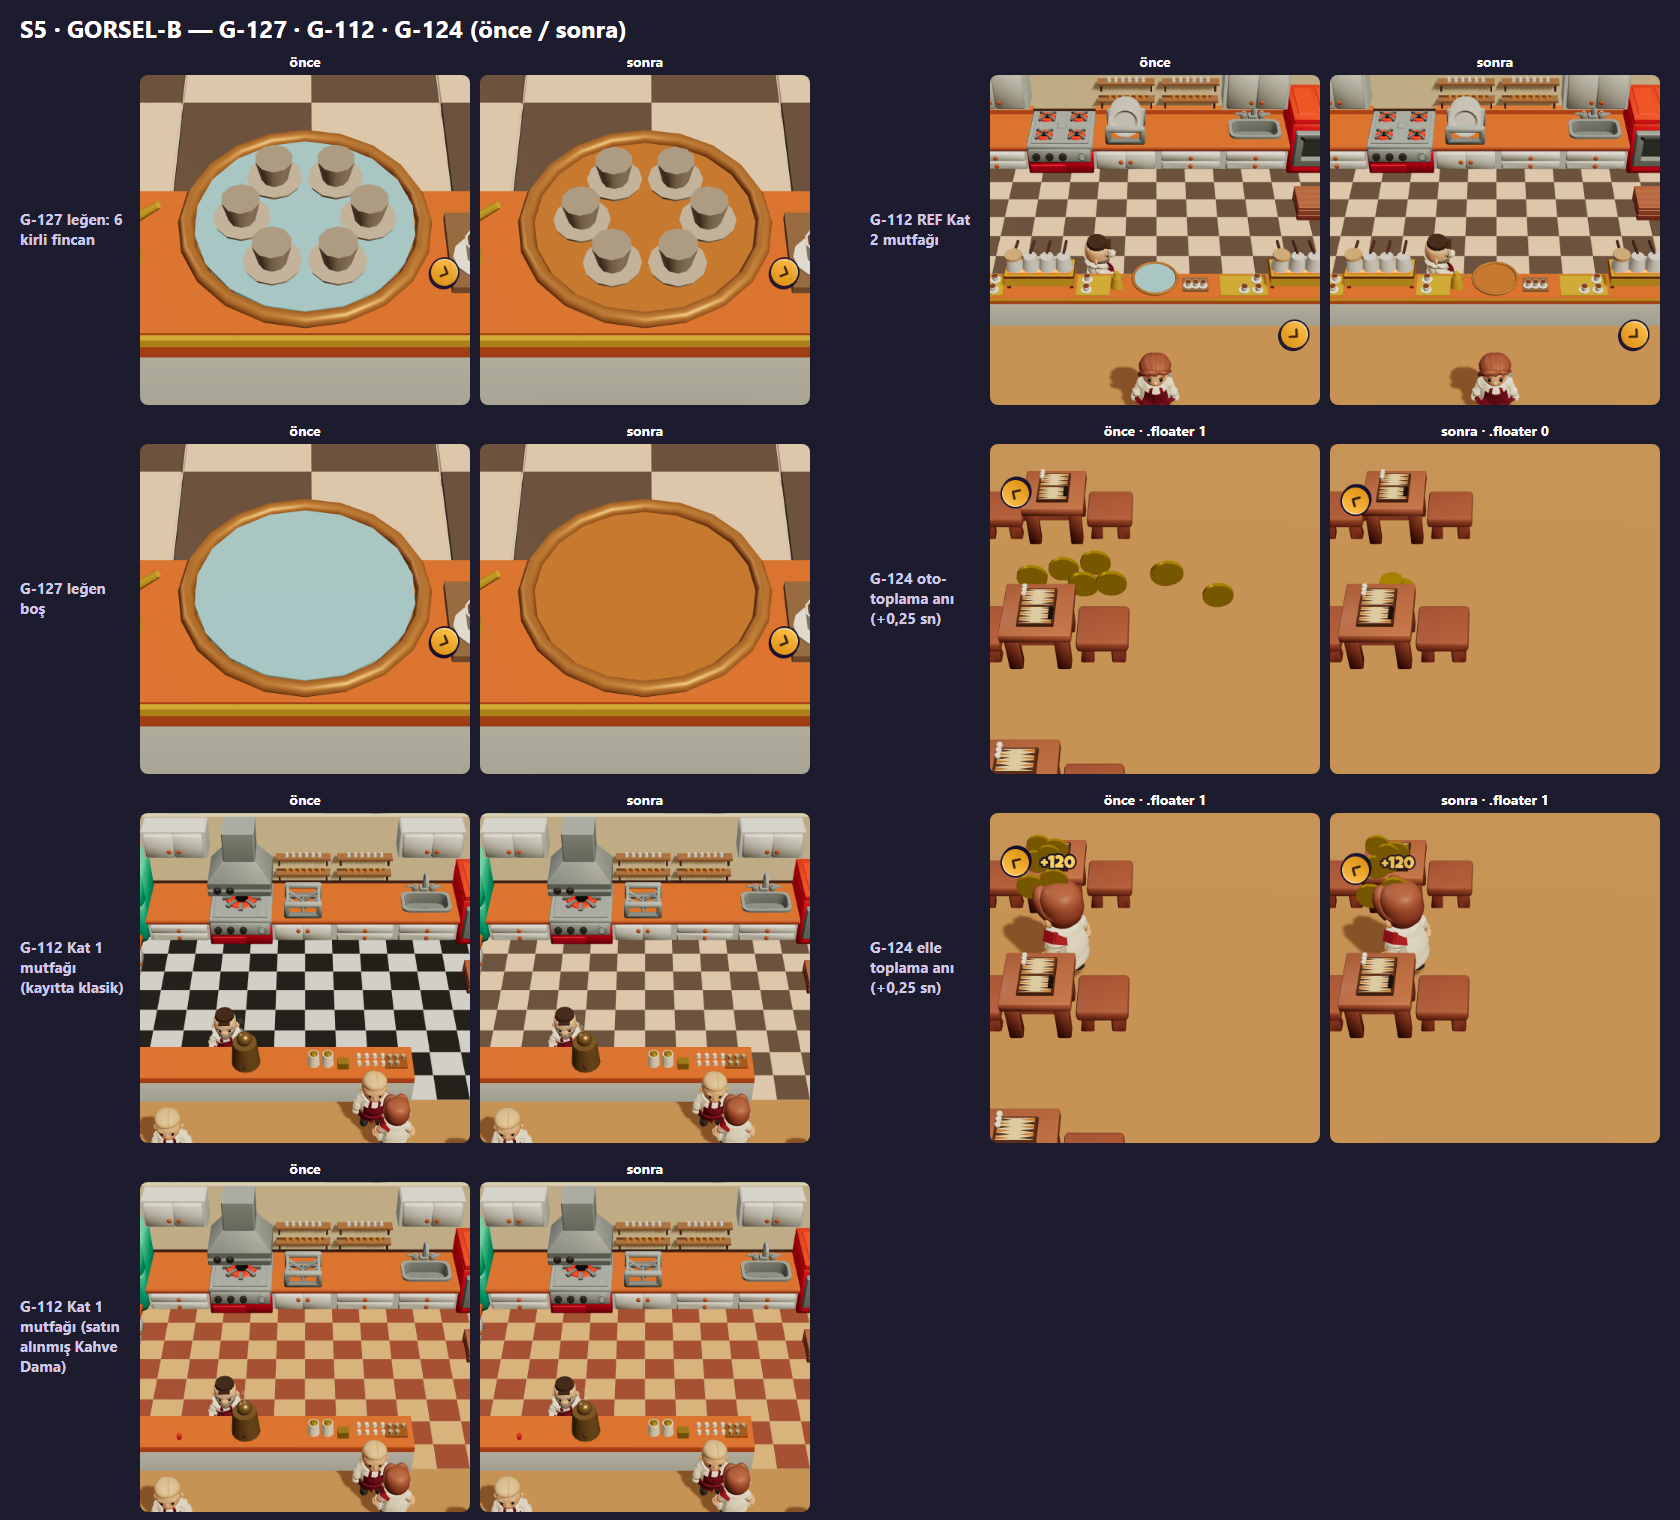 S5 · GORSEL-B — G-127 · G-112 · G-124 (önce / sonra)
önce
sonra
G-127 leğen: 6
kirli fincan
önce
sonra
G-112 REF Kat
2 mutfağı
önce
sonra
G-127 leğen
boş
önce · .floater 1
sonra · .floater 0
G-124 oto-
toplama anı
(+0,25 sn)
önce
sonra
G-112 Kat 1
mutfağı
(kayıtta klasik)
önce · .floater 1
sonra · .floater 1
G-124 elle
toplama anı
(+0,25 sn)
+120
+120
önce
sonra
G-112 Kat 1
mutfağı (satın
alınmış Kahve
Dama)